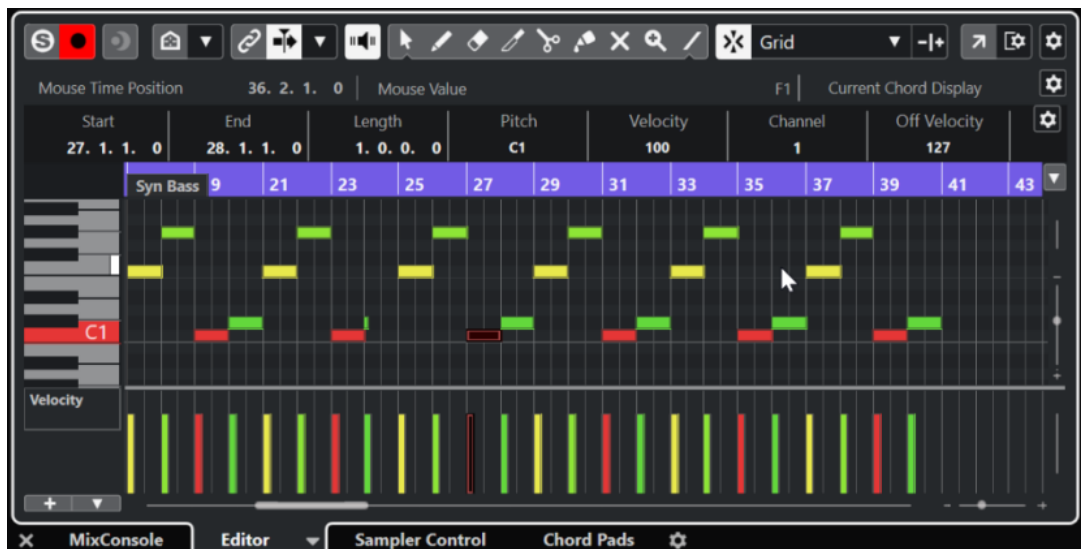 S Grid
Mouse Time Position 36. 2. 1. 0 Mouse Value F1 Current Chord Display
Start End Length Pitch Velocity Channel Off Velocity
27. 1. 1. 0 28. 1. 1. 0 1. 0. 0. 0 C1 100 1 127
Syn Bass 9 21 23 25 27 29 31 33 35 37 39 41 43
C1
Velocity
MixConsole Editor Sampler Control Chord Pads